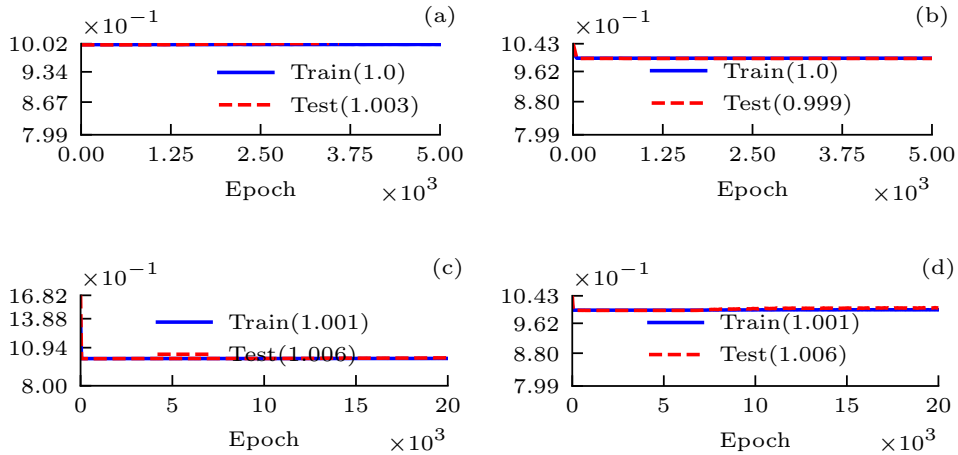 ×10⁻¹ (a)
10.02
9.34
8.67
7.99
Train(1.0)
Test(1.003)
0.00 1.25 2.50 3.75 5.00
Epoch ×10³
×10⁻¹ (b)
10.43
9.62
8.80
7.99
Train(1.0)
Test(0.999)
0.00 1.25 2.50 3.75 5.00
Epoch ×10³
×10⁻¹ (c)
16.82
13.88
10.94
8.00
Train(1.001)
Test(1.006)
0 5 10 15 20
Epoch ×10³
×10⁻¹ (d)
10.43
9.62
8.80
7.99
Train(1.001)
Test(1.006)
0 5 10 15 20
Epoch ×10³